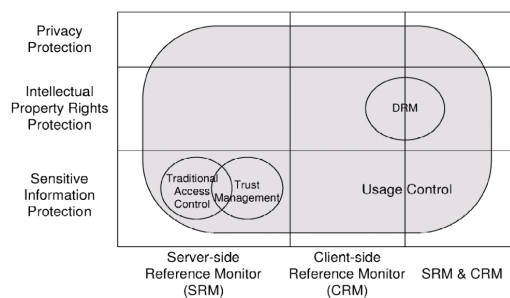 Privacy
Protection
Intellectual
Property Rights
Protection
DRM
Sensitive
Information
Protection
Traditional
Access
Control
Trust
Management
Usage Control
Server-side
Reference Monitor
(SRM)
Client-side
Reference Monitor
(CRM)
SRM & CRM